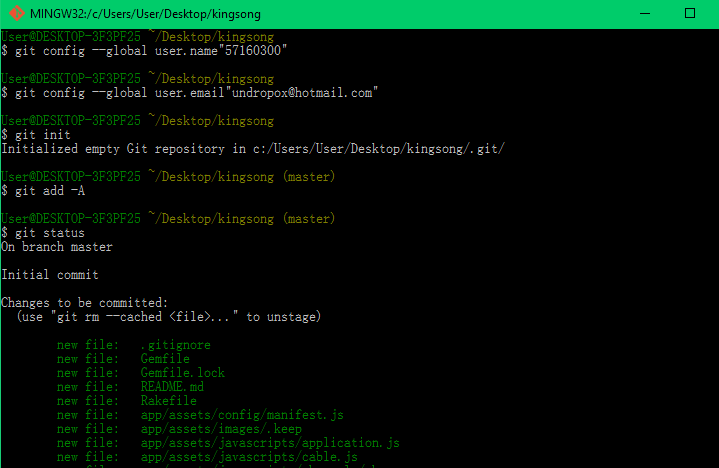 MINGW32:/c/Users/User/Desktop/kingsong
User@DESKTOP-3F3PF25 ~/Desktop/kingsong
$ git config --global user.name"57160300"
User@DESKTOP-3F3PF25 ~/Desktop/kingsong
$ git config --global user.email"undropox@hotmail.com"
User@DESKTOP-3F3PF25 ~/Desktop/kingsong
$ git init
Initialized empty Git repository in c:/Users/User/Desktop/kingsong/.git/
User@DESKTOP-3F3PF25 ~/Desktop/kingsong (master)
$ git add -A
User@DESKTOP-3F3PF25 ~/Desktop/kingsong (master)
$ git status
On branch master
Initial commit
Changes to be committed:
(use "git rm --cached <file>..." to unstage)
new file: .gitignore
new file: Gemfile
new file: Gemfile.lock
new file: README.md
new file: Rakefile
new file: app/assets/config/manifest.js
new file: app/assets/images/.keep
new file: app/assets/javascripts/application.js
new file: app/assets/javascripts/cable.js